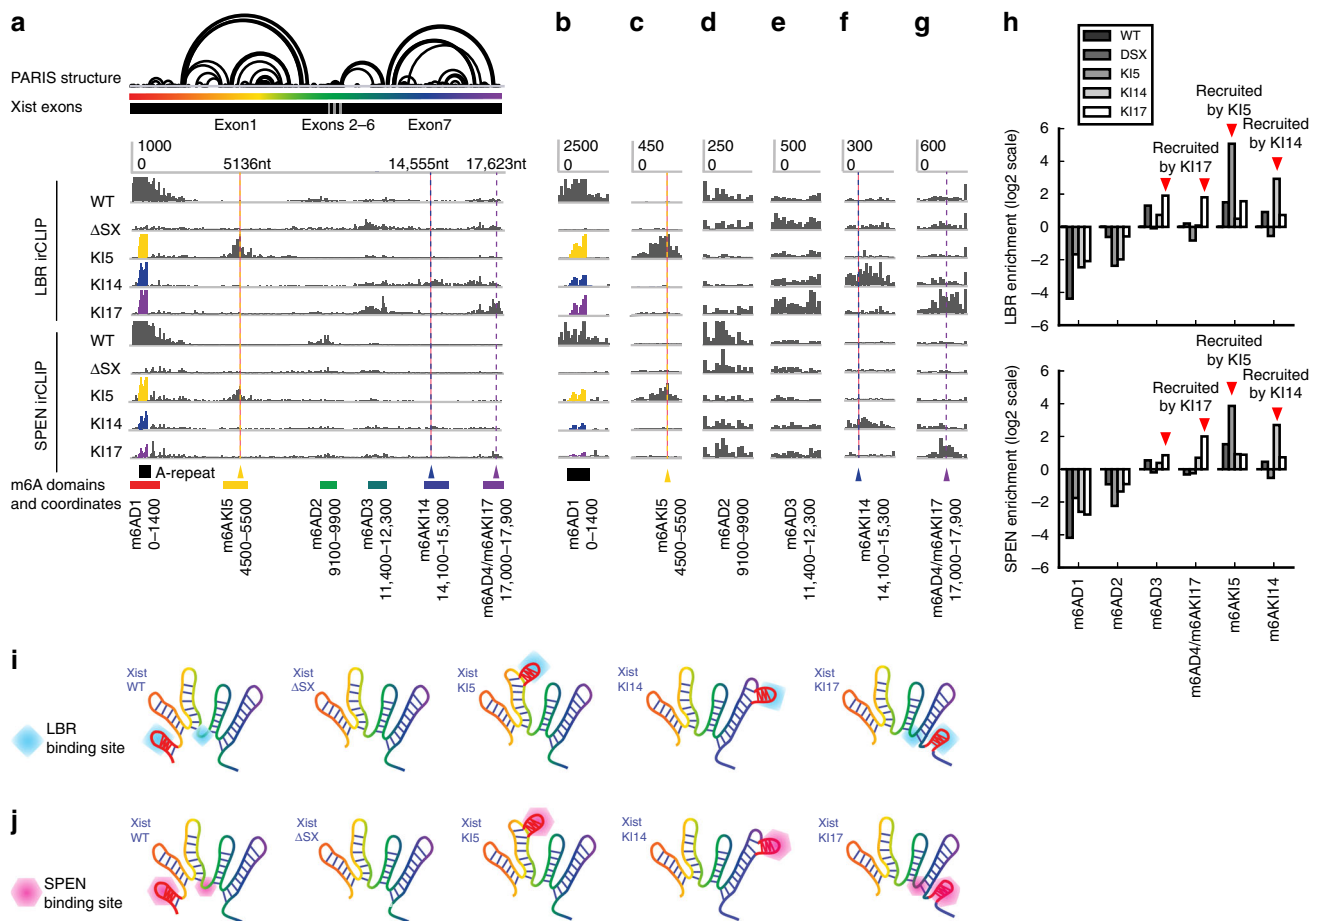 a
b
c
d
e
f
g
h
PARIS structure
Xist exons
Exon1
Exons 2–6
Exon7
1000
0
5136nt
14,555nt
17,623nt
2500
0
450
0
250
0
250
0
300
0
600
0
LBR irCLIP
WT
ΔSX
KI5
KI14
KI17
SPEN irCLIP
WT
ΔSX
KI5
KI14
KI17
A-repeat
m6A domains
and coordinates
m6AD1
0–1400
m6AKI5
4500–5500
m6AD2
9100–9900
m6AD3
11,400–12,300
m6AKI14
14,100–15,300
m6AD4/m6AKI17
17,000–17,900
m6AD1
0–1400
m6AKI5
4500–5500
m6AD2
9100–9900
m6AD3
11,400–12,300
m6AKI14
14,100–15,300
m6AD4/m6AKI17
17,000–17,900
WT
DSX
KI5
KI14
KI17
LBR enrichment (log2 scale)
6
4
2
0
−2
−4
−6
Recruited
by KI17
Recruited
by KI5
Recruited
by KI14
SPEN enrichment (log2 scale)
6
4
2
0
−2
−4
−6
Recruited
by KI17
Recruited
by KI5
Recruited
by KI14
m6AD1
m6AD2
m6AD3
m6AD4/m6AKI17
m6AKI5
m6AKI14
i
LBR
binding site
Xist
WT
Xist
ΔSX
Xist
KI5
Xist
KI14
Xist
KI17
j
SPEN
binding site
Xist
WT
Xist
ΔSX
Xist
KI5
Xist
KI14
Xist
KI17